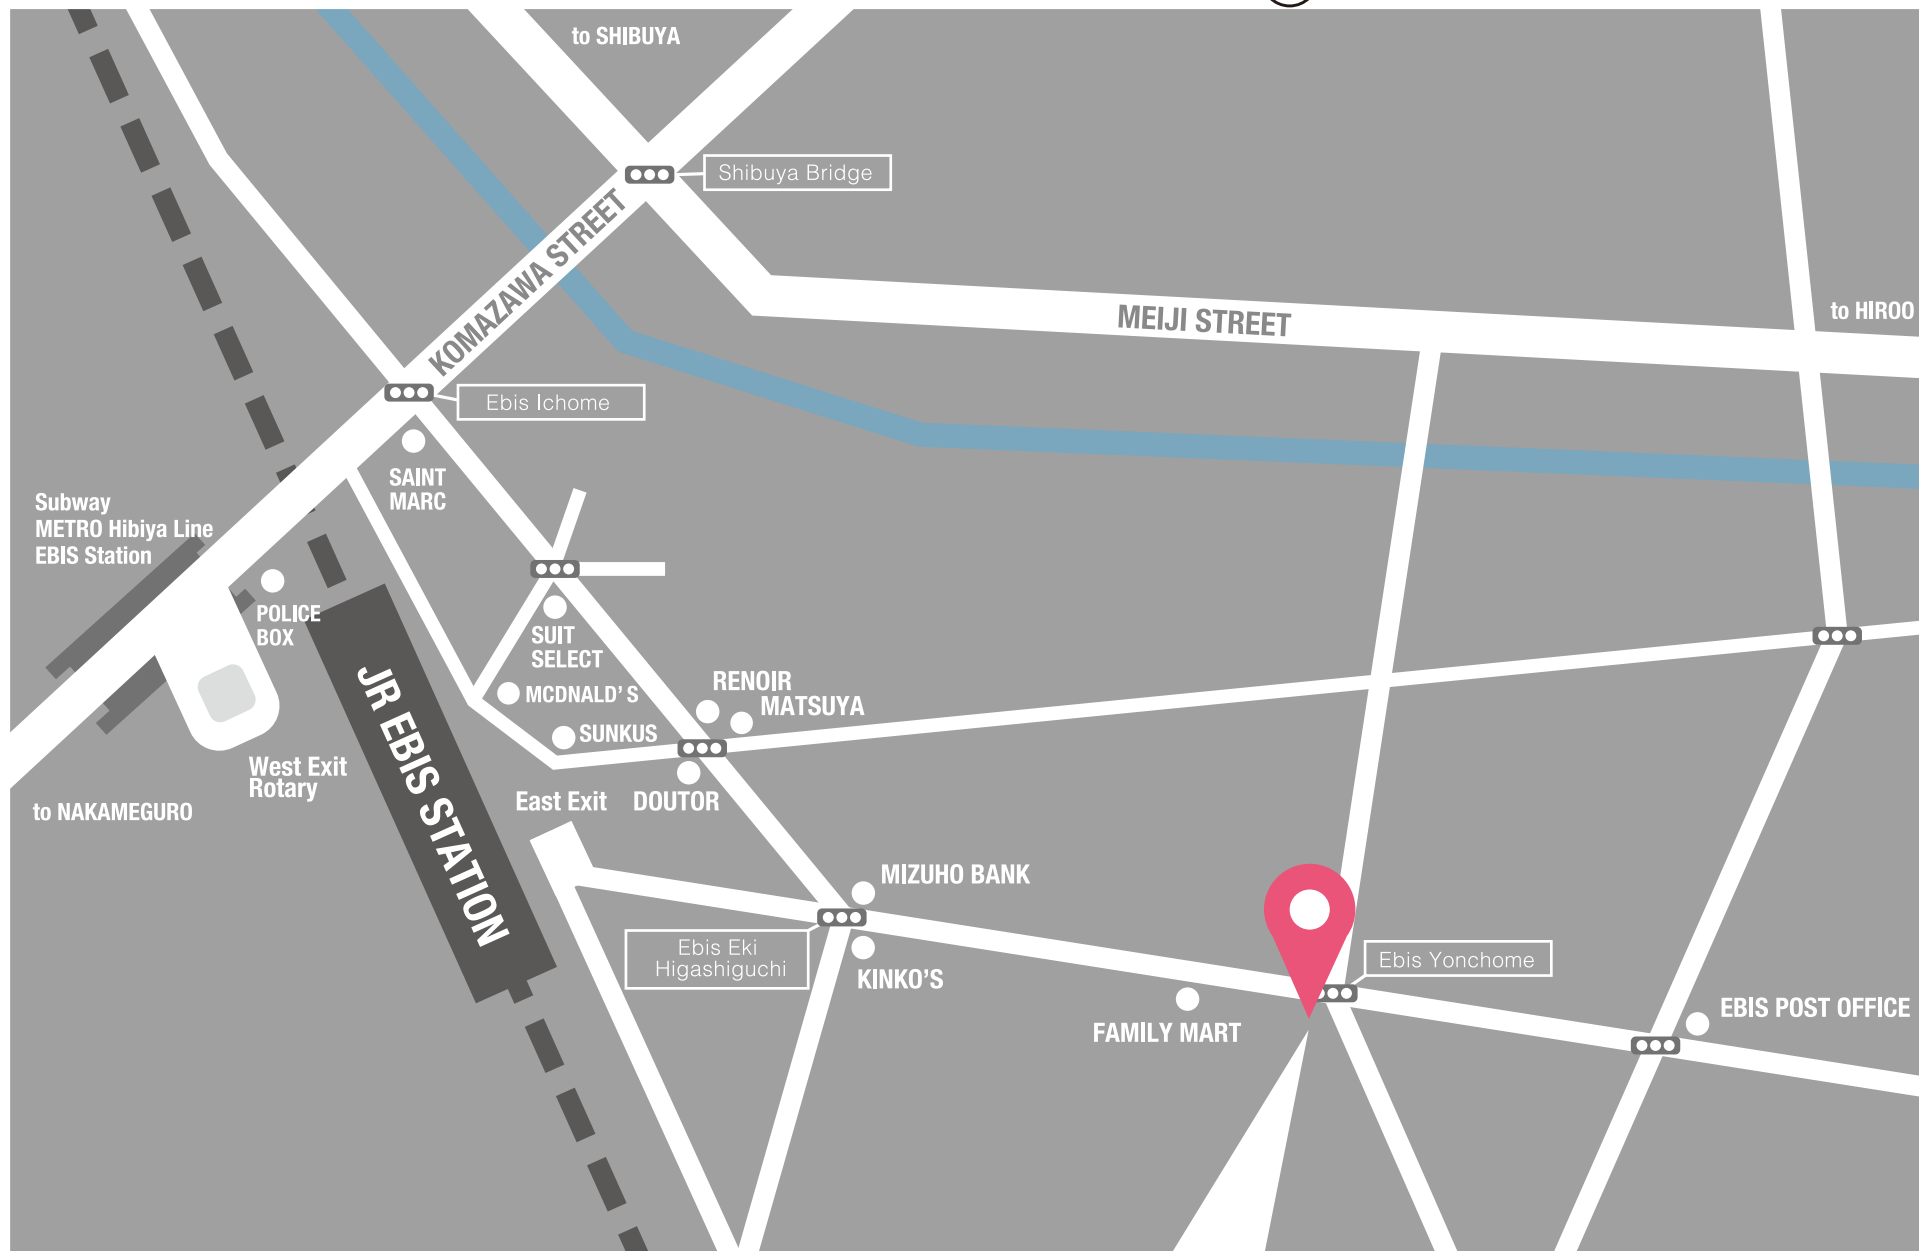 to SHIBUYA
Shibuya Bridge
KOMAZAWA STREET
MEIJI STREET
to HIROO
Ebis Ichome
SAINT
MARC
Subway
METRO Hibiya Line
EBIS Station
POLICE
BOX
SUIT
SELECT
MCDNALD'S
RENOIR
MATSUYA
SUNKUS
JR EBIS STATION
West Exit
Rotary
East Exit
DOUTOR
to NAKAMEGURO
MIZUHO BANK
Ebis Eki
Higashiguchi
KINKO'S
Ebis Yonchome
FAMILY MART
EBIS POST OFFICE